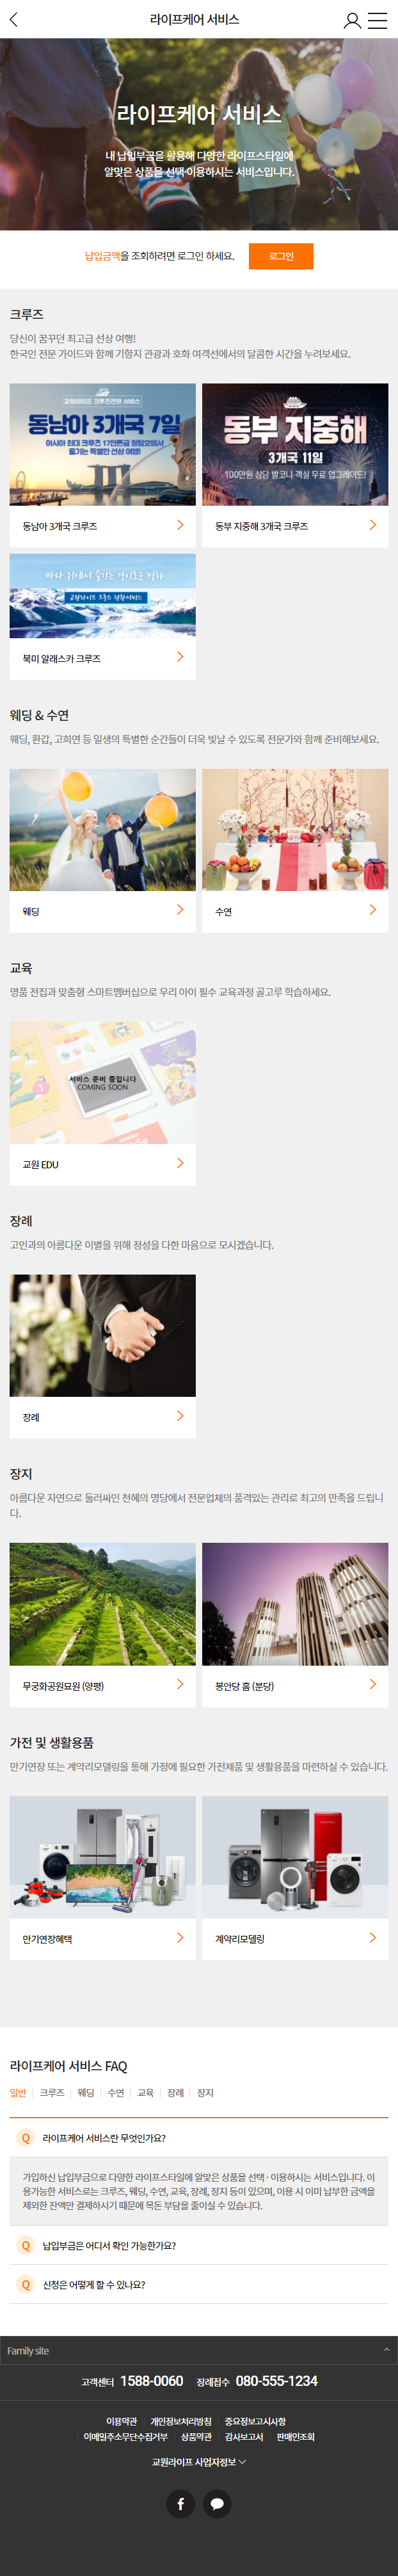 라이프케어 서비스
라이프케어 서비스
내 납입부금을 활용해 다양한 라이프스타일에
알맞은 상품을 선택·이용하시는 서비스입니다.
납입금액을 조회하려면 로그인 하세요.
로그인
크루즈
당신이 꿈꾸던 최고급 선상 여행!
한국인 전문 가이드와 함께 기항지 관광과 호화 여객선에서의 달콤한 시간을 누려보세요.
교원라이프 크루즈전환 서비스
동남아 3개국 7일
아시아 최대 크루즈 17만톤급 퀀텀호에서
즐기는 특별한 선상 여행!
동부 지중해
3개국 11일
100만원 상당 발코니 객실 무료 업그레이드!
동남아 3개국 크루즈
동부 지중해 3개국 크루즈
바다 위에서 즐기는 경이로운 빙하
교원라이프 크루즈 전환서비스
북미 알래스카 크루즈
웨딩 & 수연
웨딩, 환갑, 고희연 등 일생의 특별한 순간들이 더욱 빛날 수 있도록 전문가와 함께 준비해보세요.
웨딩
수연
교육
명품 전집과 맞춤형 스마트멤버십으로 우리 아이 필수 교육과정 골고루 학습하세요.
서비스 준비 중입니다
COMING SOON
교원 EDU
장례
고인과의 아름다운 이별을 위해 정성을 다한 마음으로 모시겠습니다.
장례
장지
아름다운 자연으로 둘러싸인 천혜의 명당에서 전문업체의 품격있는 관리로 최고의 만족을 드립니
다.
무궁화공원묘원 (양평)
봉안당 홈 (분당)
가전 및 생활용품
만기연장 또는 계약리모델링을 통해 가정에 필요한 가전제품 및 생활용품을 마련하실 수 있습니다.
만기연장혜택
계약리모델링
라이프케어 서비스 FAQ
일반 크루즈 웨딩 수연 교육 장례 장지
Q 라이프케어 서비스란 무엇인가요?
가입하신 납입부금으로 다양한 라이프스타일에 알맞은 상품을 선택 · 이용하시는 서비스입니다. 이
용가능한 서비스로는 크루즈, 웨딩, 수연, 교육, 장례, 장지 등이 있으며, 이용 시 이미 납부한 금액을
제외한 잔액만 결제하시기 때문에 목돈 부담을 줄이실 수 있습니다.
Q 납입부금은 어디서 확인 가능한가요?
Q 신청은 어떻게 할 수 있나요?
Family site
고객센터 1588-0060 장례접수 080-555-1234
이용약관 개인정보처리방침 중요정보고시사항
이메일주소무단수집거부 상품약관 감사보고서 판매인조회
교원라이프 사업자정보